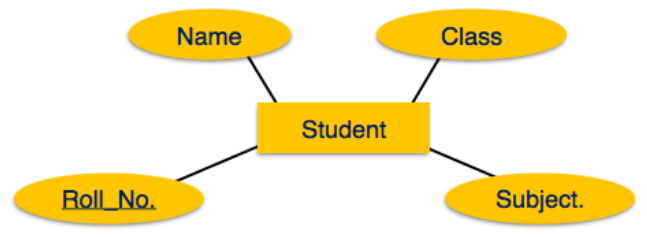 Name
Class
Student
Roll_No.
Subject.